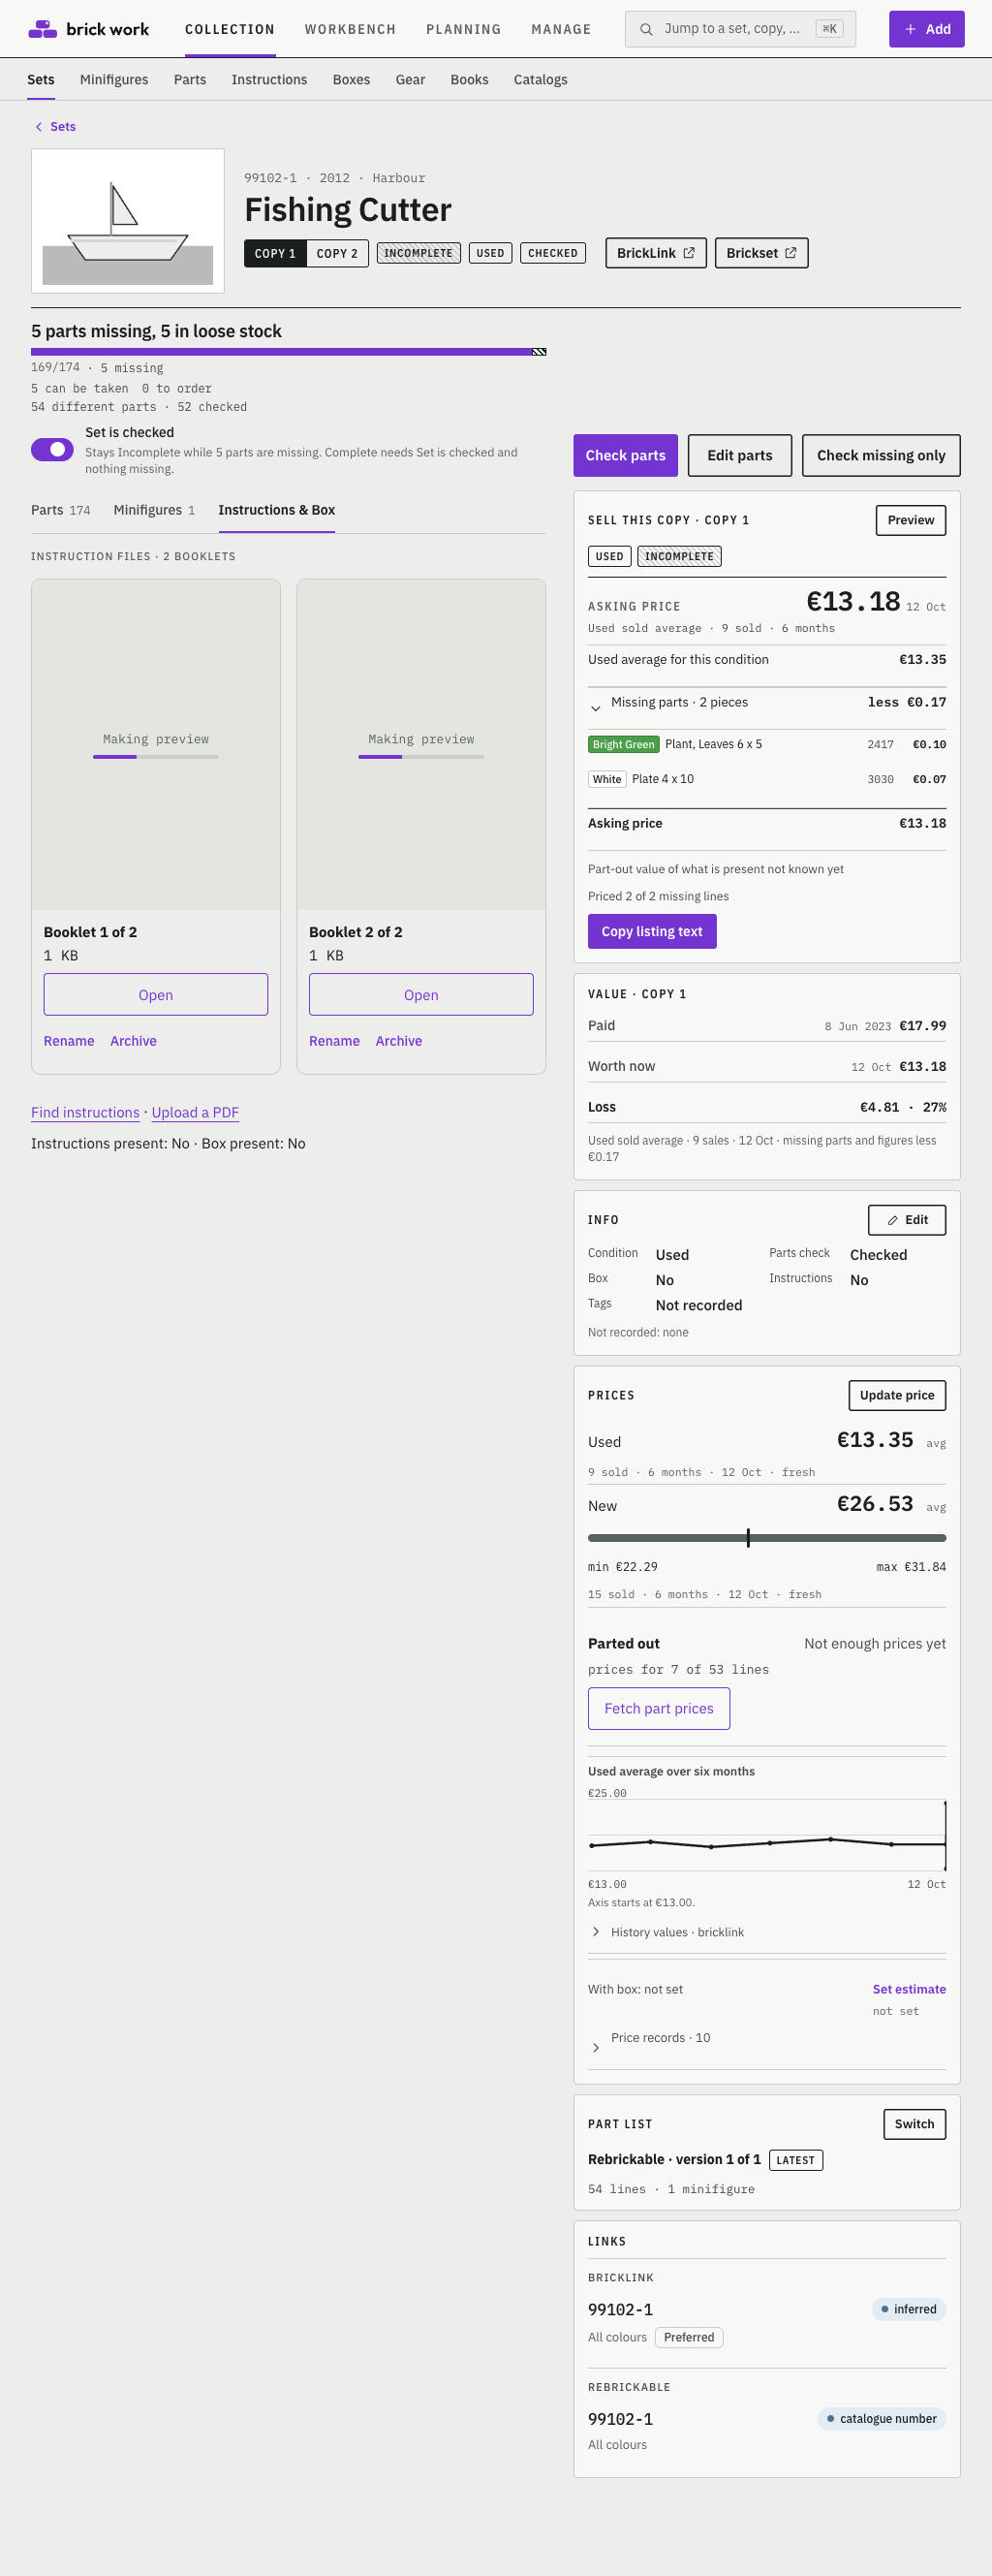 brick work
COLLECTION WORKBENCH PLANNING MANAGE
Jump to a set, copy, ... ⌘K
Add
Sets Minifigures Parts Instructions Boxes Gear Books Catalogs
Sets
99102-1 · 2012 · Harbour
Fishing Cutter
COPY 1 COPY 2 INCOMPLETE USED CHECKED BrickLink Brickset
5 parts missing, 5 in loose stock
169/174 · 5 missing
5 can be taken 0 to order
54 different parts · 52 checked
Set is checked
Stays Incomplete while 5 parts are missing. Complete needs Set is checked and
nothing missing.
Parts 174 Minifigures 1 Instructions & Box
INSTRUCTION FILES · 2 BOOKLETS
Making preview
Booklet 1 of 2
1 KB
Open
Rename Archive
Making preview
Booklet 2 of 2
1 KB
Open
Rename Archive
Find instructions · Upload a PDF
Instructions present: No · Box present: No
Check parts Edit parts Check missing only
SELL THIS COPY · COPY 1 Preview
USED INCOMPLETE
ASKING PRICE €13.18 12 Oct
Used sold average · 9 sold · 6 months
Used average for this condition €13.35
Missing parts · 2 pieces less €0.17
Bright Green Plant, Leaves 6 x 5 2417 €0.10
White Plate 4 x 10 3030 €0.07
Asking price €13.18
Part-out value of what is present not known yet
Priced 2 of 2 missing lines
Copy listing text
VALUE · COPY 1
Paid 8 Jun 2023 €17.99
Worth now 12 Oct €13.18
Loss €4.81 · 27%
Used sold average · 9 sales · 12 Oct · missing parts and figures less
€0.17
INFO Edit
Condition Used Parts check Checked
Box No Instructions No
Tags Not recorded
Not recorded: none
PRICES Update price
Used €13.35 avg
9 sold · 6 months · 12 Oct · fresh
New €26.53 avg
min €22.29 max €31.84
15 sold · 6 months · 12 Oct · fresh
Parted out Not enough prices yet
prices for 7 of 53 lines
Fetch part prices
Used average over six months
€25.00
€13.00 12 Oct
Axis starts at €13.00.
History values · bricklink
With box: not set Set estimate
not set
Price records · 10
PART LIST Switch
Rebrickable · version 1 of 1 LATEST
54 lines · 1 minifigure
LINKS
BRICKLINK
99102-1 inferred
All colours Preferred
REBRICKABLE
99102-1 catalogue number
All colours